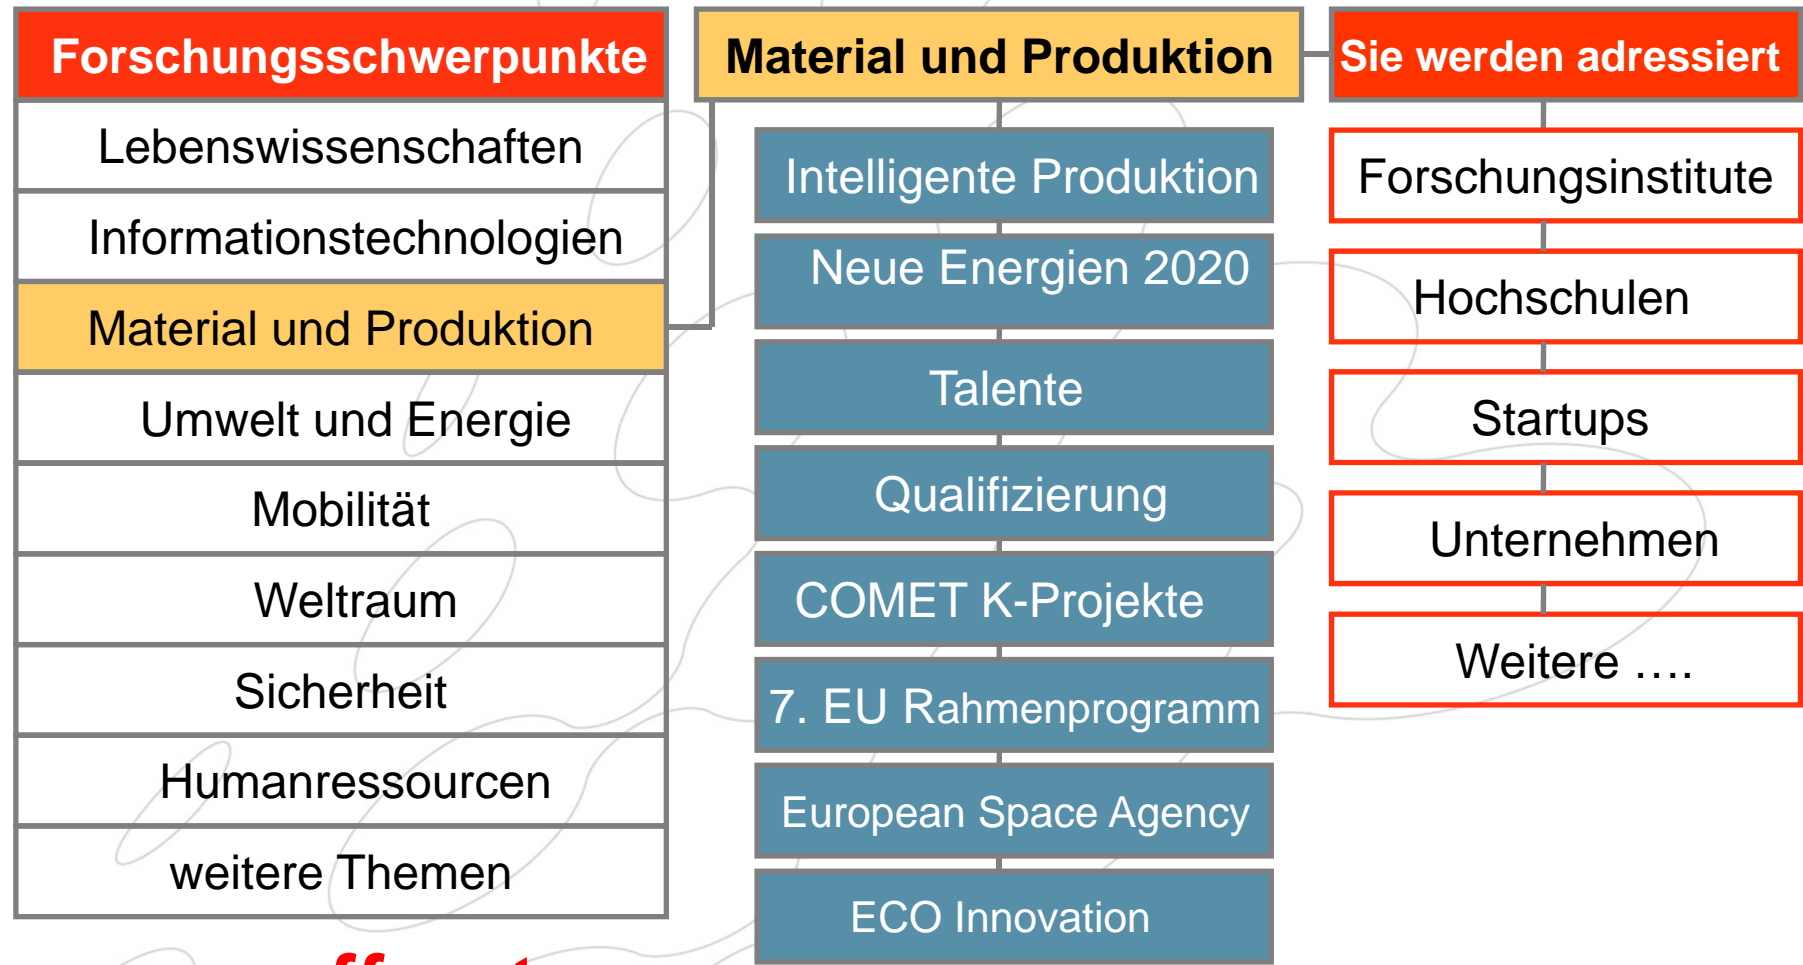 Forschungsschwerpunkte
Lebenswissenschaften
Informationstechnologien
Material und Produktion
Umwelt und Energie
Mobilität
Weltraum
Sicherheit
Humanressourcen
weitere Themen
Material und Produktion
Intelligente Produktion
Neue Energien 2020
Talente
Qualifizierung
COMET K-Projekte
7. EU Rahmenprogramm
European Space Agency
ECO Innovation
Sie werden adressiert
Forschungsinstitute
Hochschulen
Startups
Unternehmen
Weitere ….